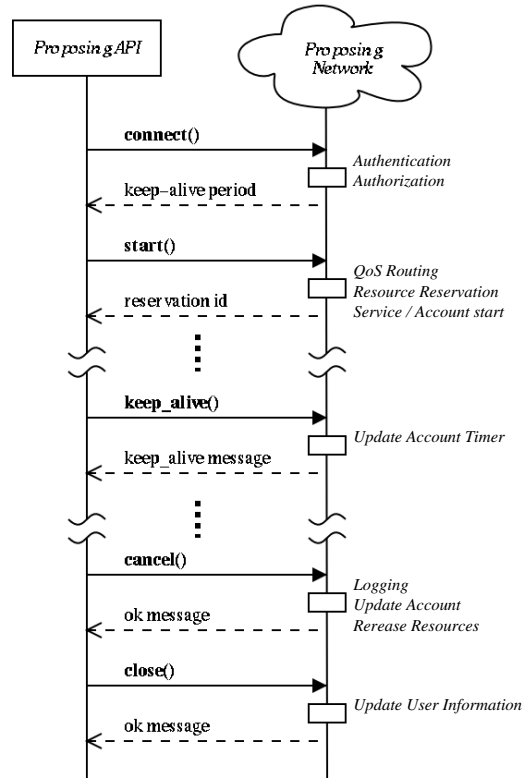 Proposing API
Proposing
Network
connect()
Authentication
Authorization
keep-alive period
start()
QoS Routing
Resource Reservation
Service / Account start
reservation id
keep_alive()
Update Account Timer
keep_alive message
cancel()
Logging
Update Account
Rerease Resources
ok message
close()
Update User Information
ok message